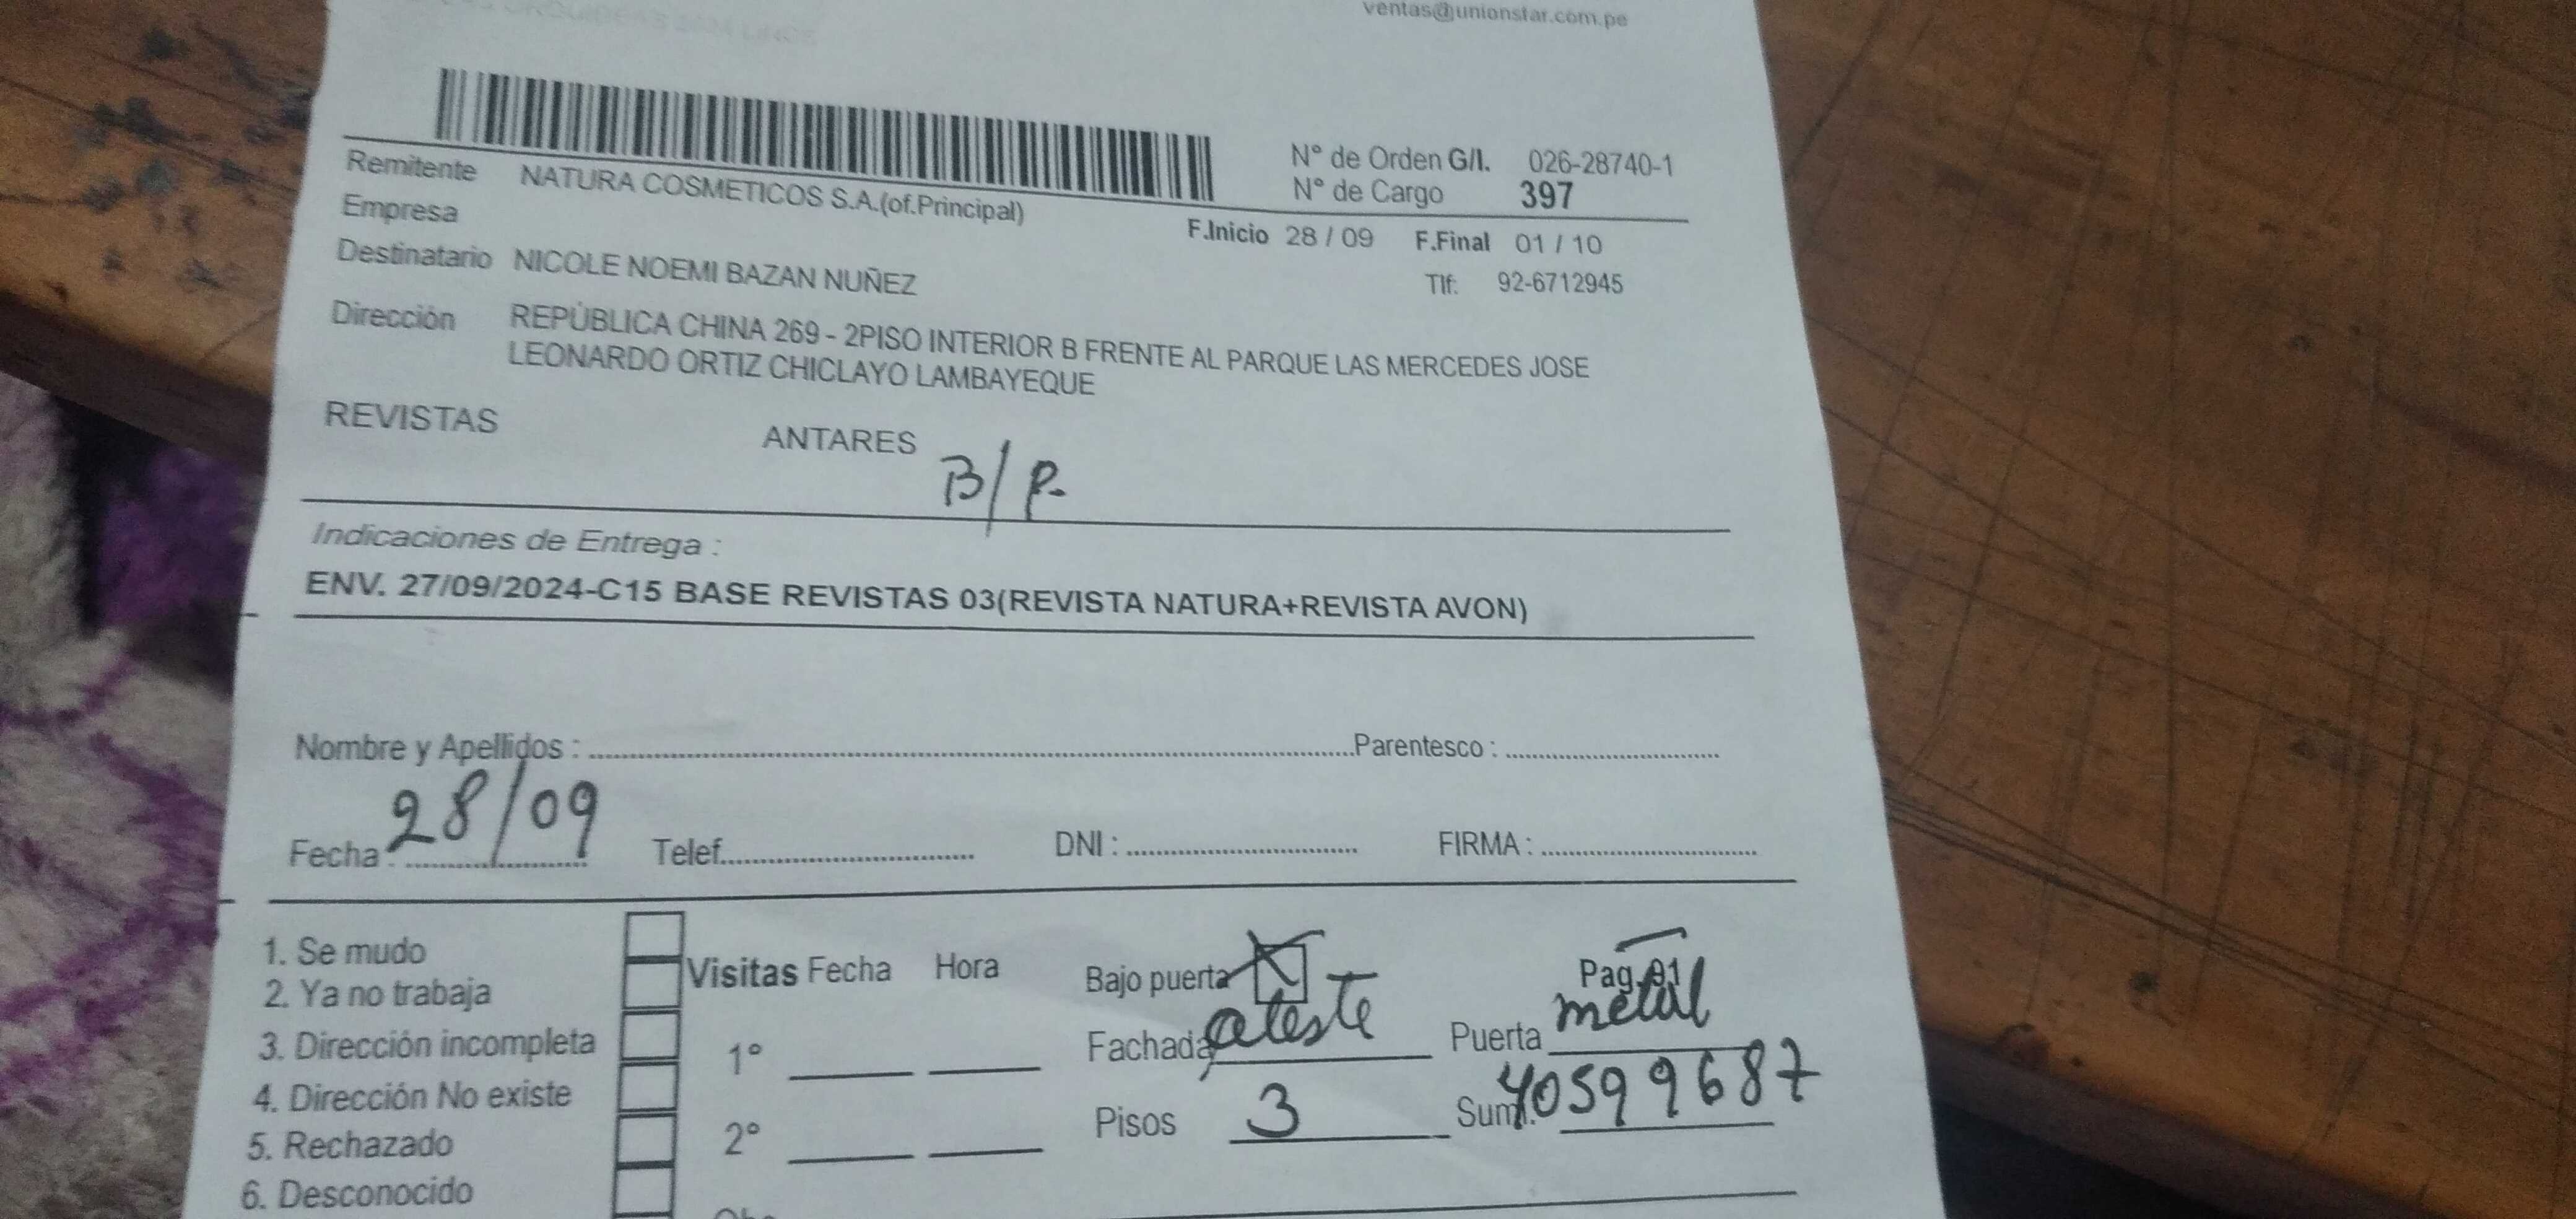 ventas@unionstar.com.pe
N° de Orden G/I. 026-28740-1
N° de Cargo 397
Remitente NATURA COSMETICOS S.A.(of.Principal)
Empresa
F.Inicio 28 / 09 F.Final 01 / 10
Destinatario NICOLE NOEMI BAZAN NUÑEZ
Tlf: 92-6712945
Dirección REPÚBLICA CHINA 269 - 2PISO INTERIOR B FRENTE AL PARQUE LAS MERCEDES JOSE
LEONARDO ORTIZ CHICLAYO LAMBAYEQUE
REVISTAS ANTARES
B/P.
Indicaciones de Entrega :
ENV. 27/09/2024-C15 BASE REVISTAS 03(REVISTA NATURA+REVISTA AVON)
Nombre y Apellidos : Parentesco :
Fecha : 28/09 Telef. DNI : FIRMA :
1. Se mudo
2. Ya no trabaja
3. Dirección incompleta
4. Dirección No existe
5. Rechazado
6. Desconocido
Visitas Fecha Hora
1°
2°
Bajo puerta Pag.01
Fachada celeste Puerta metal
Pisos 3 Sum. 40599687